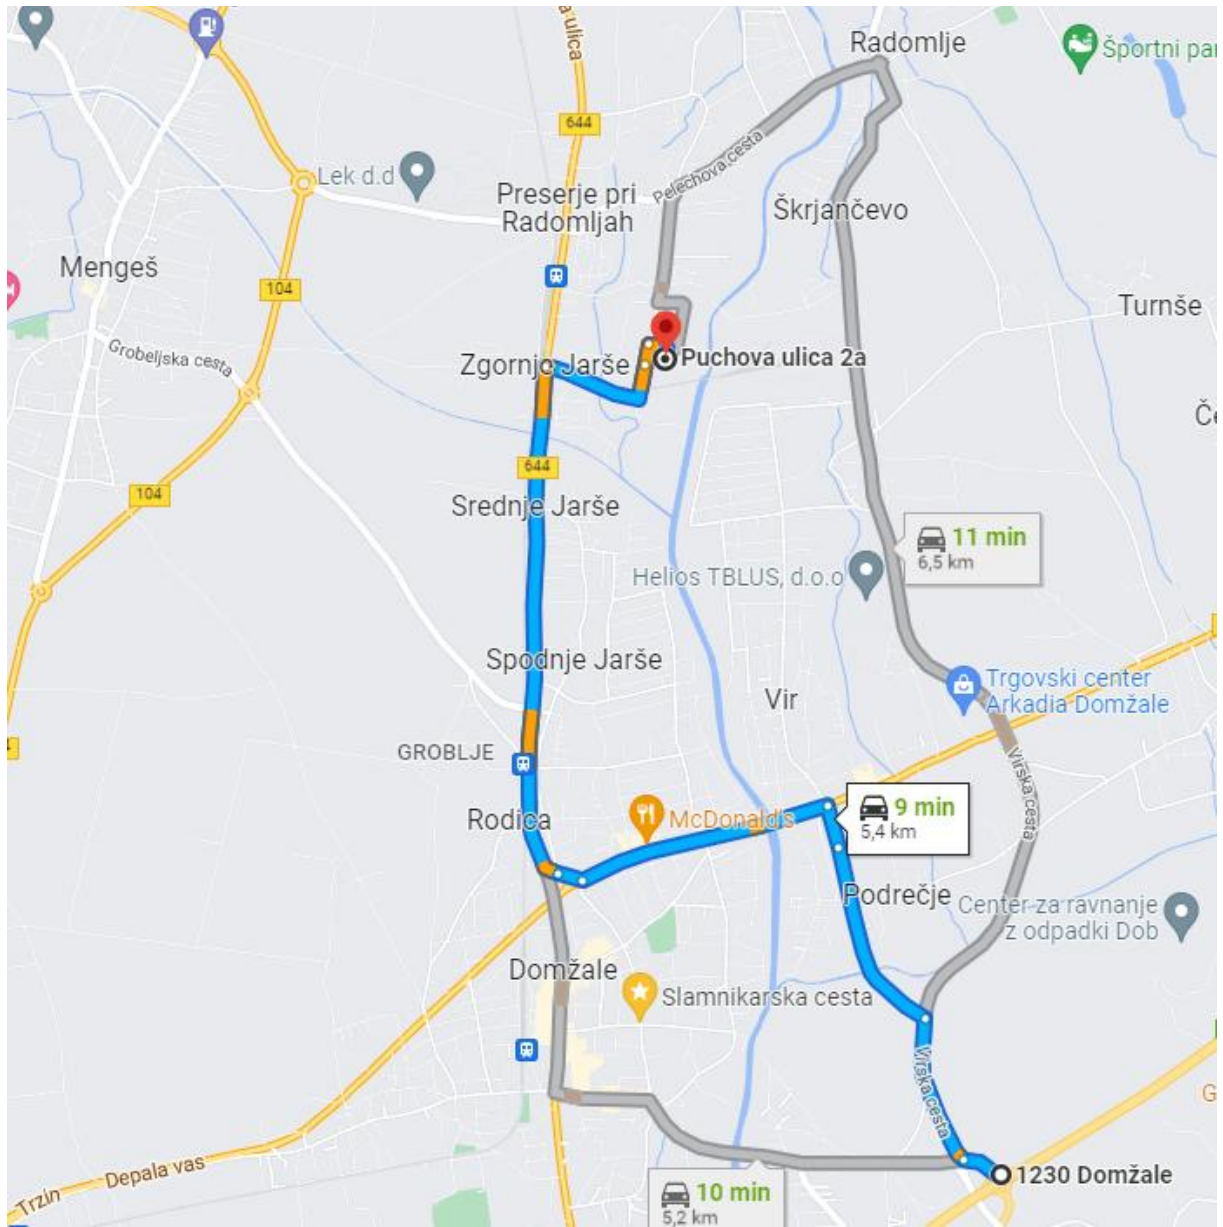 Radomlje
Športni par
a ulica
644
Lek d.d
Preserje pri
Radomljah
Pelechova cesta
Škrjančevo
Mengeš
104
Turnše
Grobeljska cesta
Zgornje Jarše
Puchova ulica 2a
Če
644
104
Srednje Jarše
11 min
6,5 km
Helios TBLUS, d.o.o
Spodnje Jarše
Vir
Trgovski center
Arkadia Domžale
GROBLJE
Virska cesta
Rodica
McDonald's
9 min
5,4 km
Podrečje
Center za ravnanje
z odpadki Dob
Domžale
Slamnikarska cesta
Virska cesta
G
Depala vas
Trzin
1230 Domžale
10 min
5,2 km